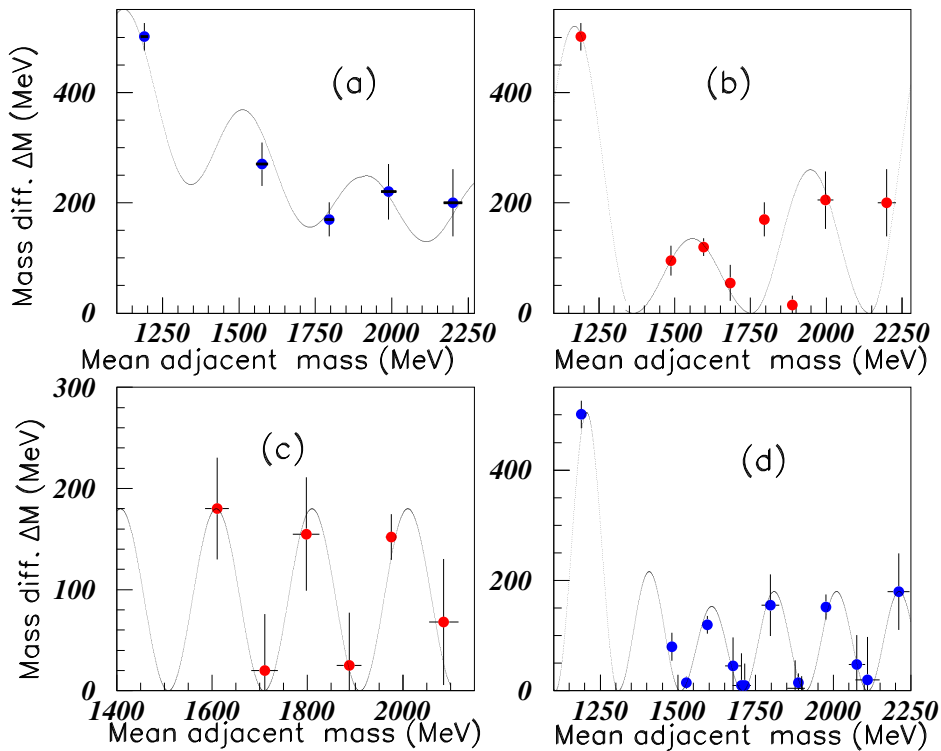 Mass diff. ΔM (MeV)
400
200
0
(a)
1250 1500 1750 2000 2250
Mean adjacent mass (MeV)
400
200
0
(b)
1250 1500 1750 2000 2250
Mean adjacent mass (MeV)
Mass diff. ΔM (MeV)
300
200
100
0
(c)
1400 1600 1800 2000
Mean adjacent mass (MeV)
400
200
0
(d)
1250 1500 1750 2000 2250
Mean adjacent mass (MeV)